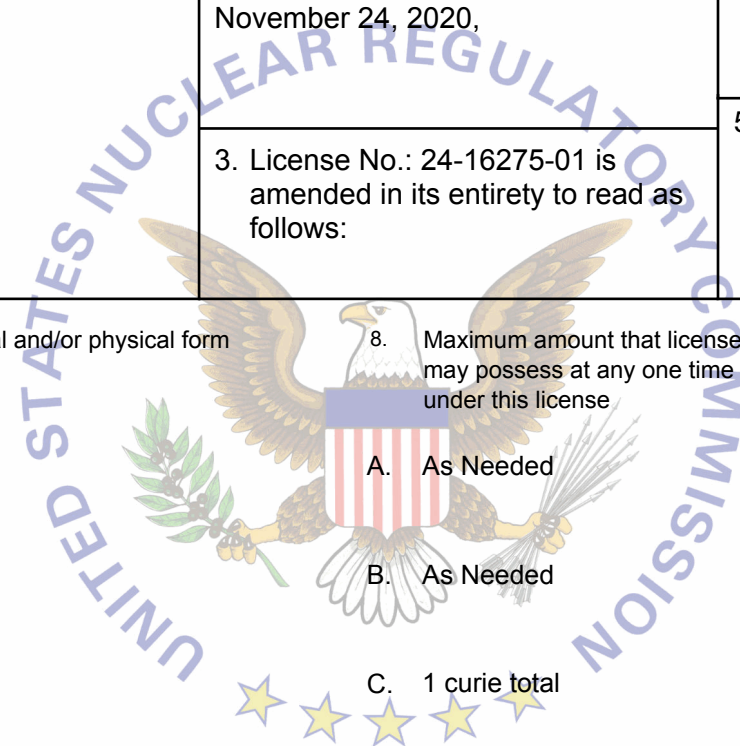 November 24, 2020,
3. License No.: 24-16275-01 is
amended in its entirety to read as
follows:
5
l and/or physical form
8. Maximum amount that license
may possess at any one time
under this license
A. As Needed
B. As Needed
C. 1 curie total
UNITED STATES NUCLEAR REGULATORY COMMISSION